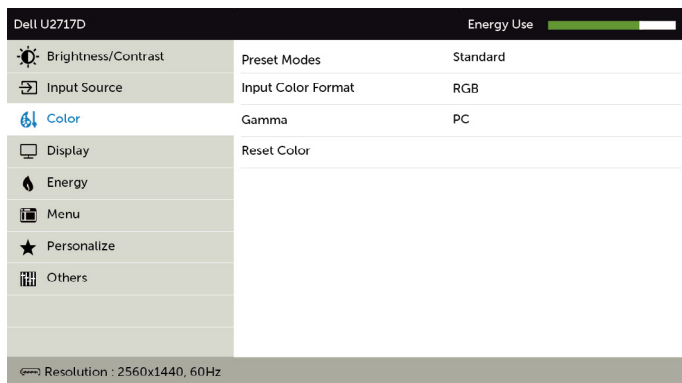 Dell U2717D Energy Use
Brightness/Contrast
Input Source
Color
Display
Energy
Menu
Personalize
Others
Preset Modes Standard
Input Color Format RGB
Gamma PC
Reset Color
Resolution : 2560x1440, 60Hz